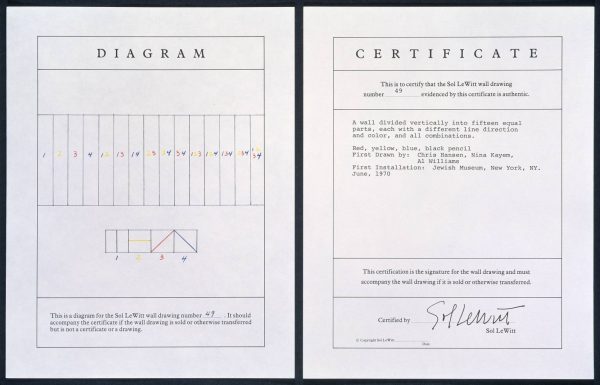 DIAGRAM
1 2 3 4 12 13 14 23 24 34 123 124 134 234 1234
1 2 3 4
This is a diagram for the Sol LeWitt wall drawing number 49. It should
accompany the certificate if the wall drawing is sold or otherwise transferred
but is not a certificate or a drawing.
CERTIFICATE
This is to certify that the Sol LeWitt wall drawing
number 49 evidenced by this certificate is authentic.
A wall divided vertically into fifteen equal
parts, each with a different line direction
and color, and all combinations.
Red, yellow, blue, black pencil
First Drawn by: Chris Hansen, Nina Kayem,
Al Williams
First Installation: Jewish Museum, New York, NY.
June, 1970
This certification is the signature for the wall drawing and must
accompany the wall drawing if it is sold or otherwise transferred.
Certified by Sol LeWitt
Sol LeWitt
© Copyright Sol LeWitt
Date